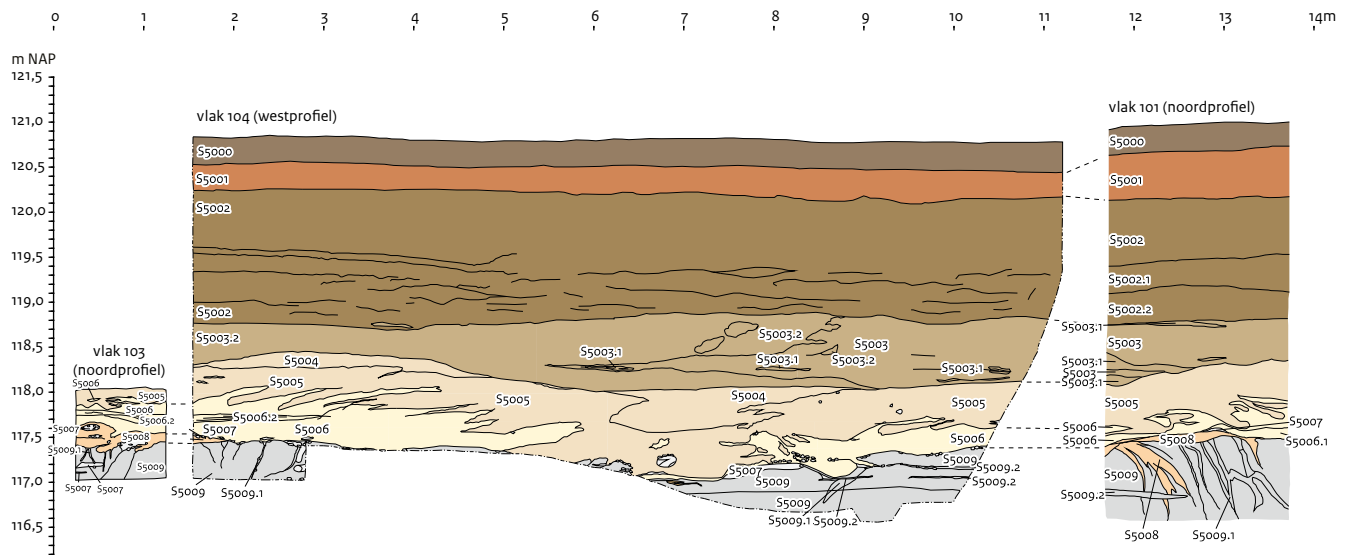 0 1 2 3 4 5 6 7 8 9 10 11 12 13 14m
m NAP
121,5
121,0
120,5
120,0
119,5
119,0
118,5
118,0
117,5
117,0
116,5
vlak 103
(noordprofiel)
S5006
S5005
S5006
S5006.2
S5007
S5008
S5009.1
S5009
S5007 S5007
vlak 104 (westprofiel)
S5000
S5001
S5002
S5002
S5003.2
S5003.2
S5003
S5003.1
S5003.1
S5003.2
S5003.1
S5004
S5005
S5005
S5004
S5005
S5006.2
S5007
S5006
S5006
S5009
S5009.2
S5007
S5009
S5009.2
S5009
S5009.1
S5009
S5009.1 S5009.2
vlak 101 (noordprofiel)
S5000
S5001
S5002
S5002.1
S5002.2
S5003.1
S5003
S5003.1
S5003
S5003.1
S5005
S5006
S5006
S5007
S5006.1
S5008
S5009
S5009.2
S5008
S5009.1